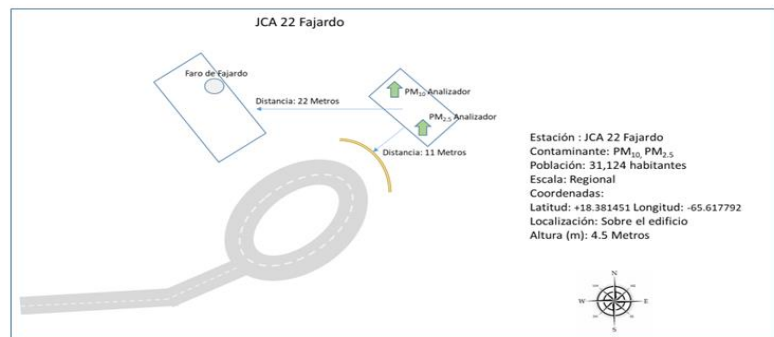 JCA 22 Fajardo
Faro de Fajardo
PM10 Analizador
Distancia: 22 Metros
PM2.5 Analizador
Distancia: 11 Metros
Estación : JCA 22 Fajardo
Contaminante: PM10, PM2.5
Población: 31,124 habitantes
Escala: Regional
Coordenadas:
Latitud: +18.381451 Longitud: -65.617792
Localización: Sobre el edificio
Altura (m): 4.5 Metros
N
W E
S